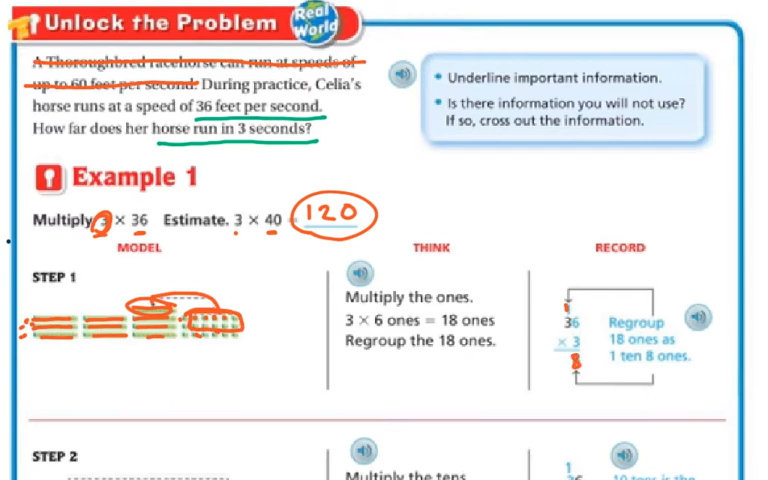 Unlock the Problem
Real World
A Thoroughbred racehorse can run at speeds of
up to 60 feet per second. During practice, Celia's
horse runs at a speed of 36 feet per second.
How far does her horse run in 3 seconds?
• Underline important information.
• Is there information you will not use?
If so, cross out the information.
Example 1
Multiply. 3 × 36 Estimate. 3 × 40 = 120
MODEL THINK RECORD
STEP 1
Multiply the ones.
3 × 6 ones = 18 ones
Regroup the 18 ones.
1
36
× 3
8
Regroup
18 ones as
1 ten 8 ones.
STEP 2
Multiply the tens
1